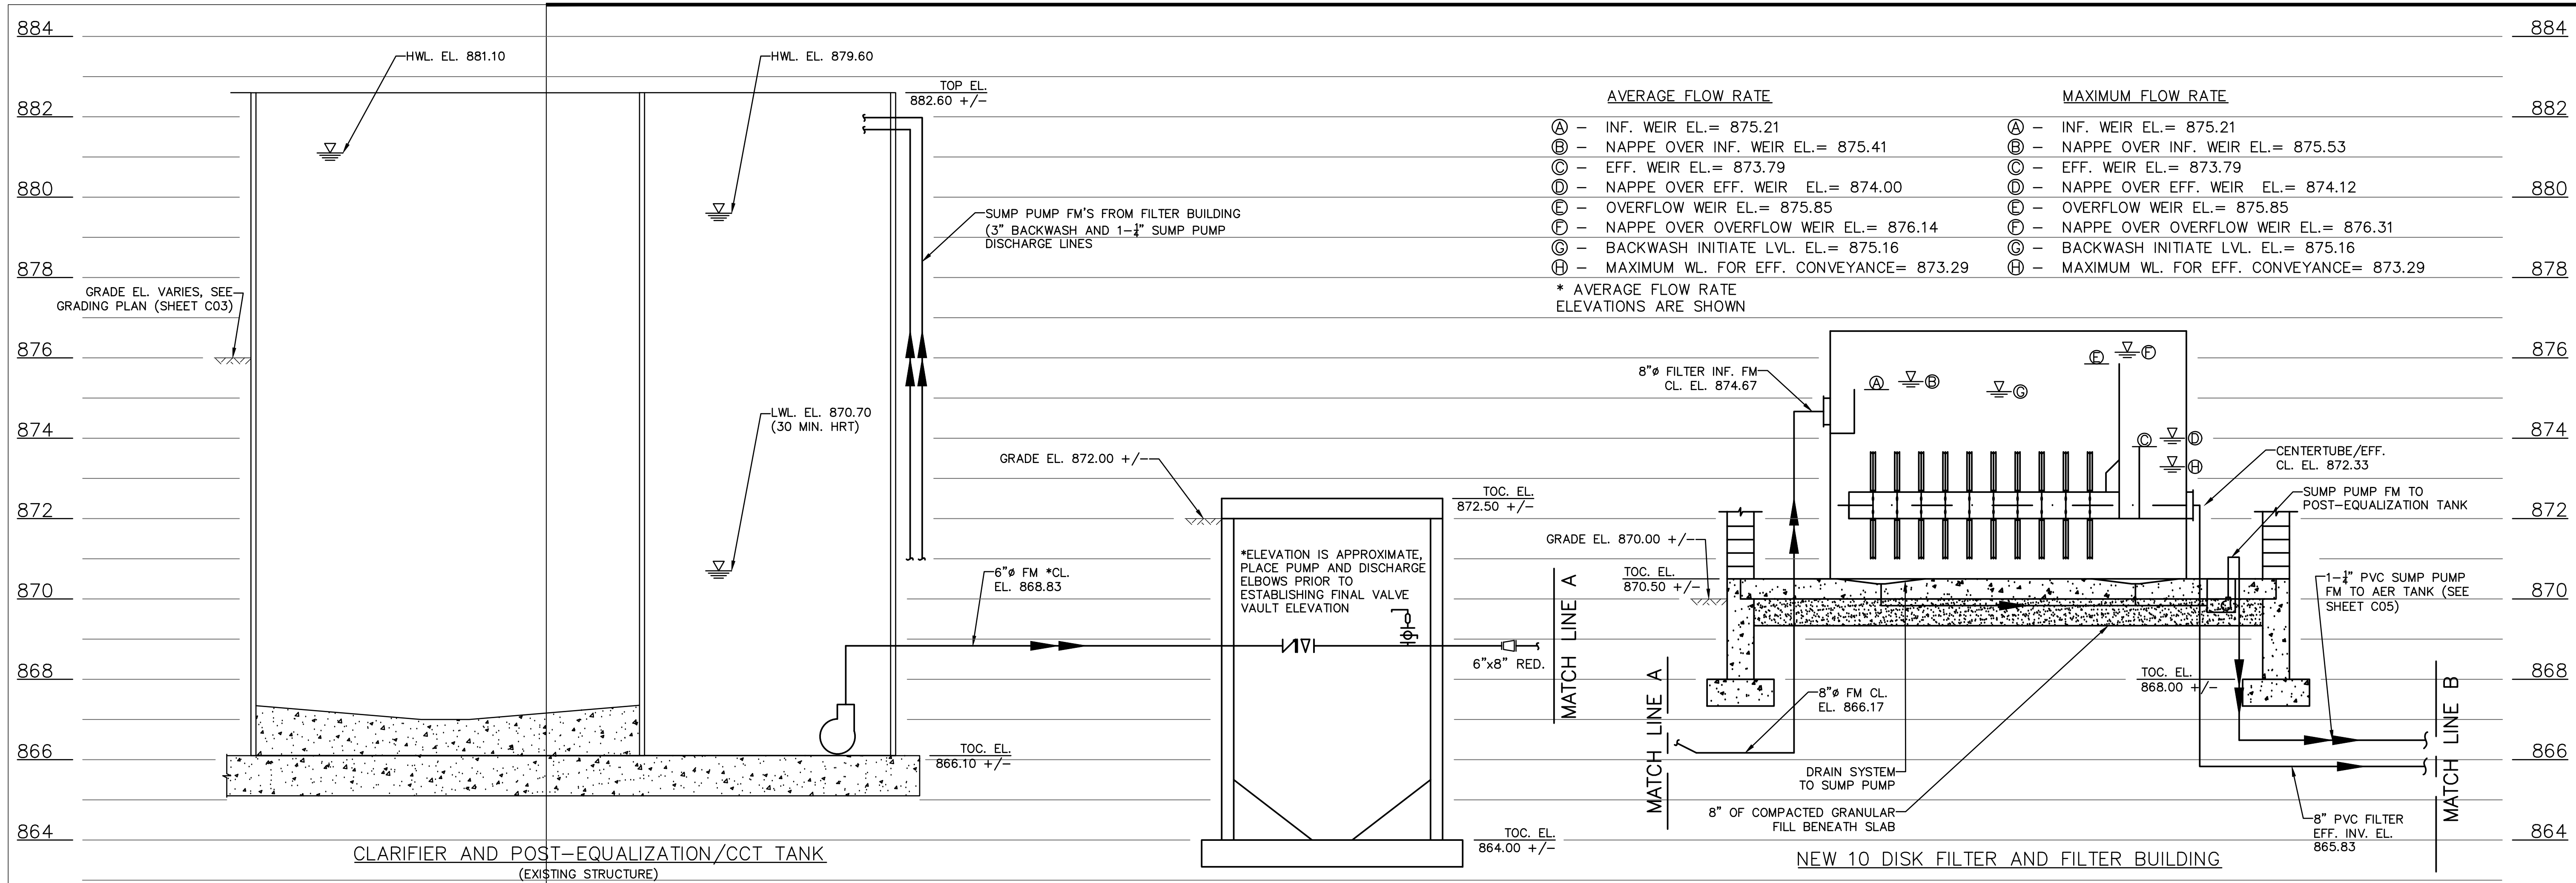 884
882
880
878
876
874
872
870
868
866
864
HWL. EL. 881.10
HWL. EL. 879.60
TOP EL.
882.60 +/-
SUMP PUMP FM'S FROM FILTER BUILDING
(3" BACKWASH AND 1-¼" SUMP PUMP
DISCHARGE LINES
GRADE EL. VARIES, SEE
GRADING PLAN (SHEET C03)
LWL. EL. 870.70
(30 MIN. HRT)
6"ø FM *CL.
EL. 868.83
TOC. EL.
866.10 +/-
CLARIFIER AND POST-EQUALIZATION/CCT TANK
(EXISTING STRUCTURE)
GRADE EL. 872.00 +/-
TOC. EL.
872.50 +/-
*ELEVATION IS APPROXIMATE,
PLACE PUMP AND DISCHARGE
ELBOWS PRIOR TO
ESTABLISHING FINAL VALVE
VAULT ELEVATION
6"x8" RED.
TOC. EL.
864.00 +/-
MATCH LINE A
MATCH LINE A
AVERAGE FLOW RATE
A - INF. WEIR EL.= 875.21
B - NAPPE OVER INF. WEIR EL.= 875.41
C - EFF. WEIR EL.= 873.79
D - NAPPE OVER EFF. WEIR EL.= 874.00
E - OVERFLOW WEIR EL.= 875.85
F - NAPPE OVER OVERFLOW WEIR EL.= 876.14
G - BACKWASH INITIATE LVL. EL.= 875.16
H - MAXIMUM WL. FOR EFF. CONVEYANCE= 873.29
* AVERAGE FLOW RATE
ELEVATIONS ARE SHOWN
MAXIMUM FLOW RATE
A - INF. WEIR EL.= 875.21
B - NAPPE OVER INF. WEIR EL.= 875.53
C - EFF. WEIR EL.= 873.79
D - NAPPE OVER EFF. WEIR EL.= 874.12
E - OVERFLOW WEIR EL.= 875.85
F - NAPPE OVER OVERFLOW WEIR EL.= 876.31
G - BACKWASH INITIATE LVL. EL.= 875.16
H - MAXIMUM WL. FOR EFF. CONVEYANCE= 873.29
8"ø FILTER INF. FM
CL. EL. 874.67
A
B
G
E
F
C
D
H
CENTERTUBE/EFF.
CL. EL. 872.33
SUMP PUMP FM TO
POST-EQUALIZATION TANK
GRADE EL. 870.00 +/-
TOC. EL.
870.50 +/-
1-¼" PVC SUMP PUMP
FM TO AER TANK (SEE
SHEET C05)
8"ø FM CL.
EL. 866.17
TOC. EL.
868.00 +/-
DRAIN SYSTEM
TO SUMP PUMP
8" OF COMPACTED GRANULAR
FILL BENEATH SLAB
8" PVC FILTER
EFF. INV. EL.
865.83
MATCH LINE B
NEW 10 DISK FILTER AND FILTER BUILDING
884
882
880
878
876
874
872
870
868
866
864